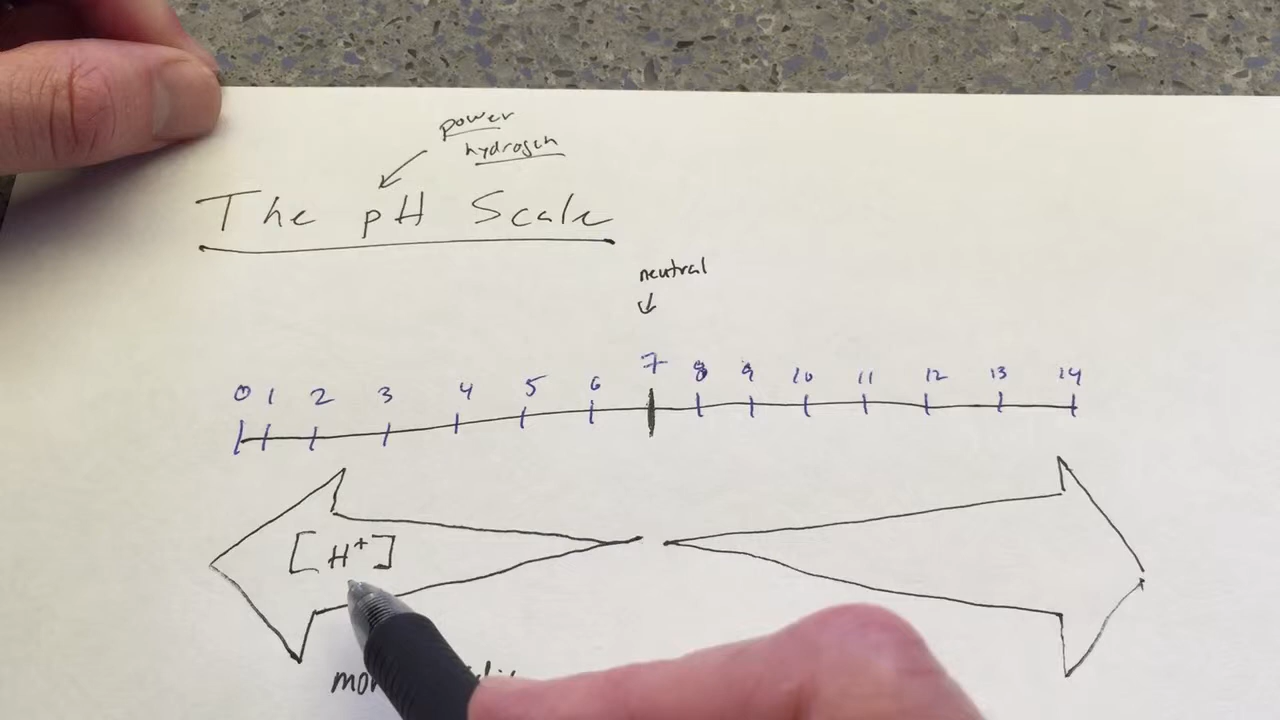 power
hydrogen
The pH Scale
neutral
0 1 2 3 4 5 6 7 8 9 10 11 12 13 14
[H⁺]